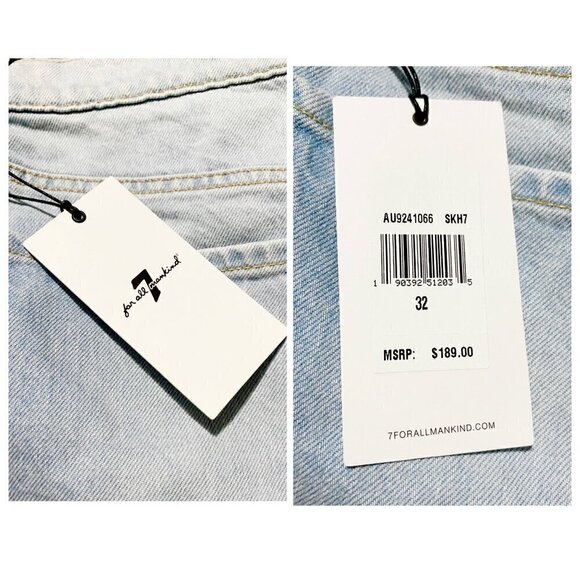 7
for all mankind
AU9241066 SKH7
1 90392 51203 5
32
MSRP: $189.00
7FORALLMANKIND.COM